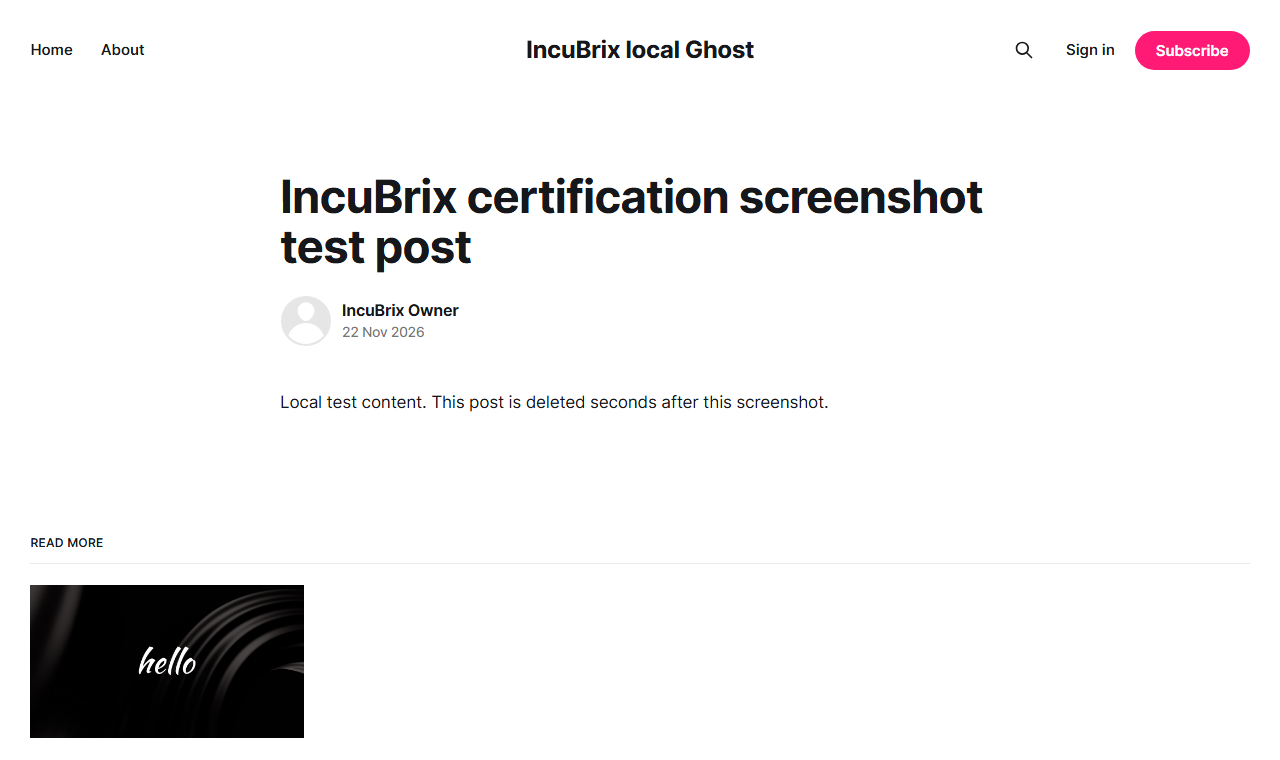 Home
About
IncuBrix local Ghost
Sign in
Subscribe
IncuBrix certification screenshot
test post
IncuBrix Owner
22 Nov 2026
Local test content. This post is deleted seconds after this screenshot.
READ MORE
hello